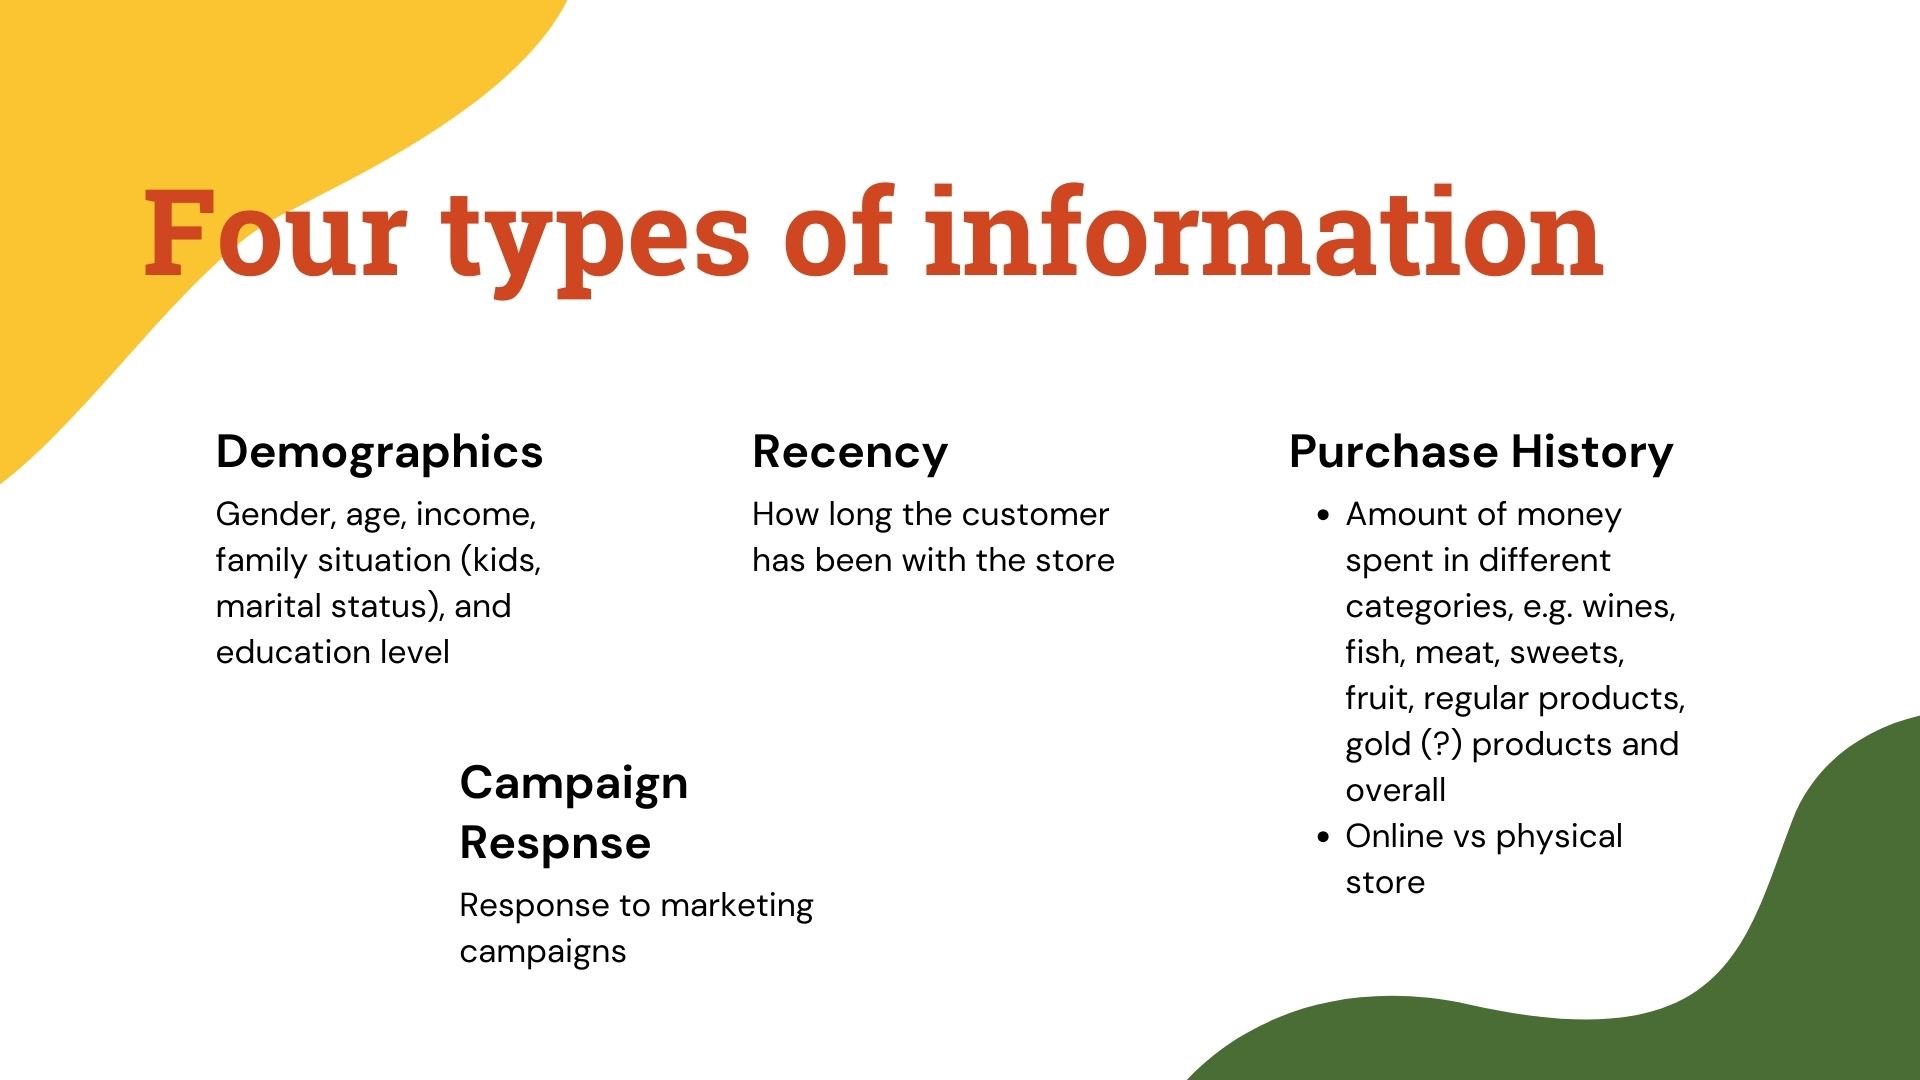 Four types of information
Demographics
Gender, age, income,
family situation (kids,
marital status), and
education level
Recency
How long the customer
has been with the store
Purchase History
• Amount of money
spent in different
categories, e.g. wines,
fish, meat, sweets,
fruit, regular products,
gold (?) products and
overall
• Online vs physical
store
Campaign
Respnse
Response to marketing
campaigns